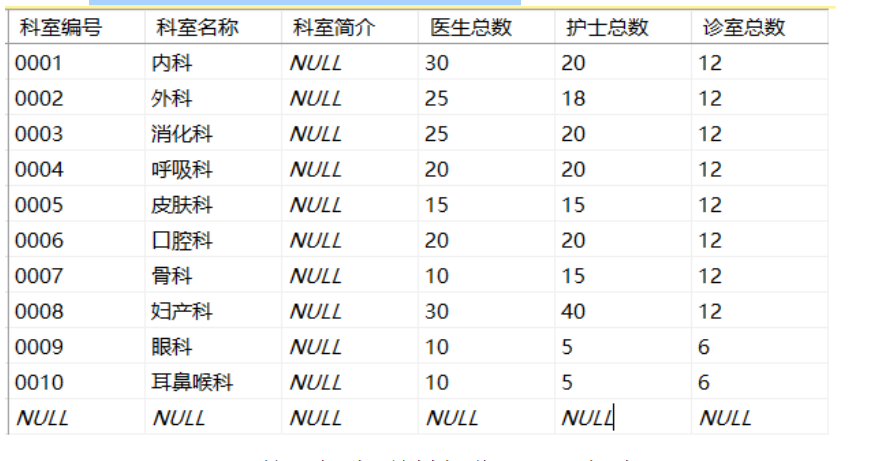 科室编号 科室名称 科室简介 医生总数 护士总数 诊室总数
0001 内科 NULL 30 20 12
0002 外科 NULL 25 18 12
0003 消化科 NULL 25 20 12
0004 呼吸科 NULL 20 20 12
0005 皮肤科 NULL 15 15 12
0006 口腔科 NULL 20 20 12
0007 骨科 NULL 10 15 12
0008 妇产科 NULL 30 40 12
0009 眼科 NULL 10 5 6
0010 耳鼻喉科 NULL 10 5 6
NULL NULL NULL NULL NULL NULL